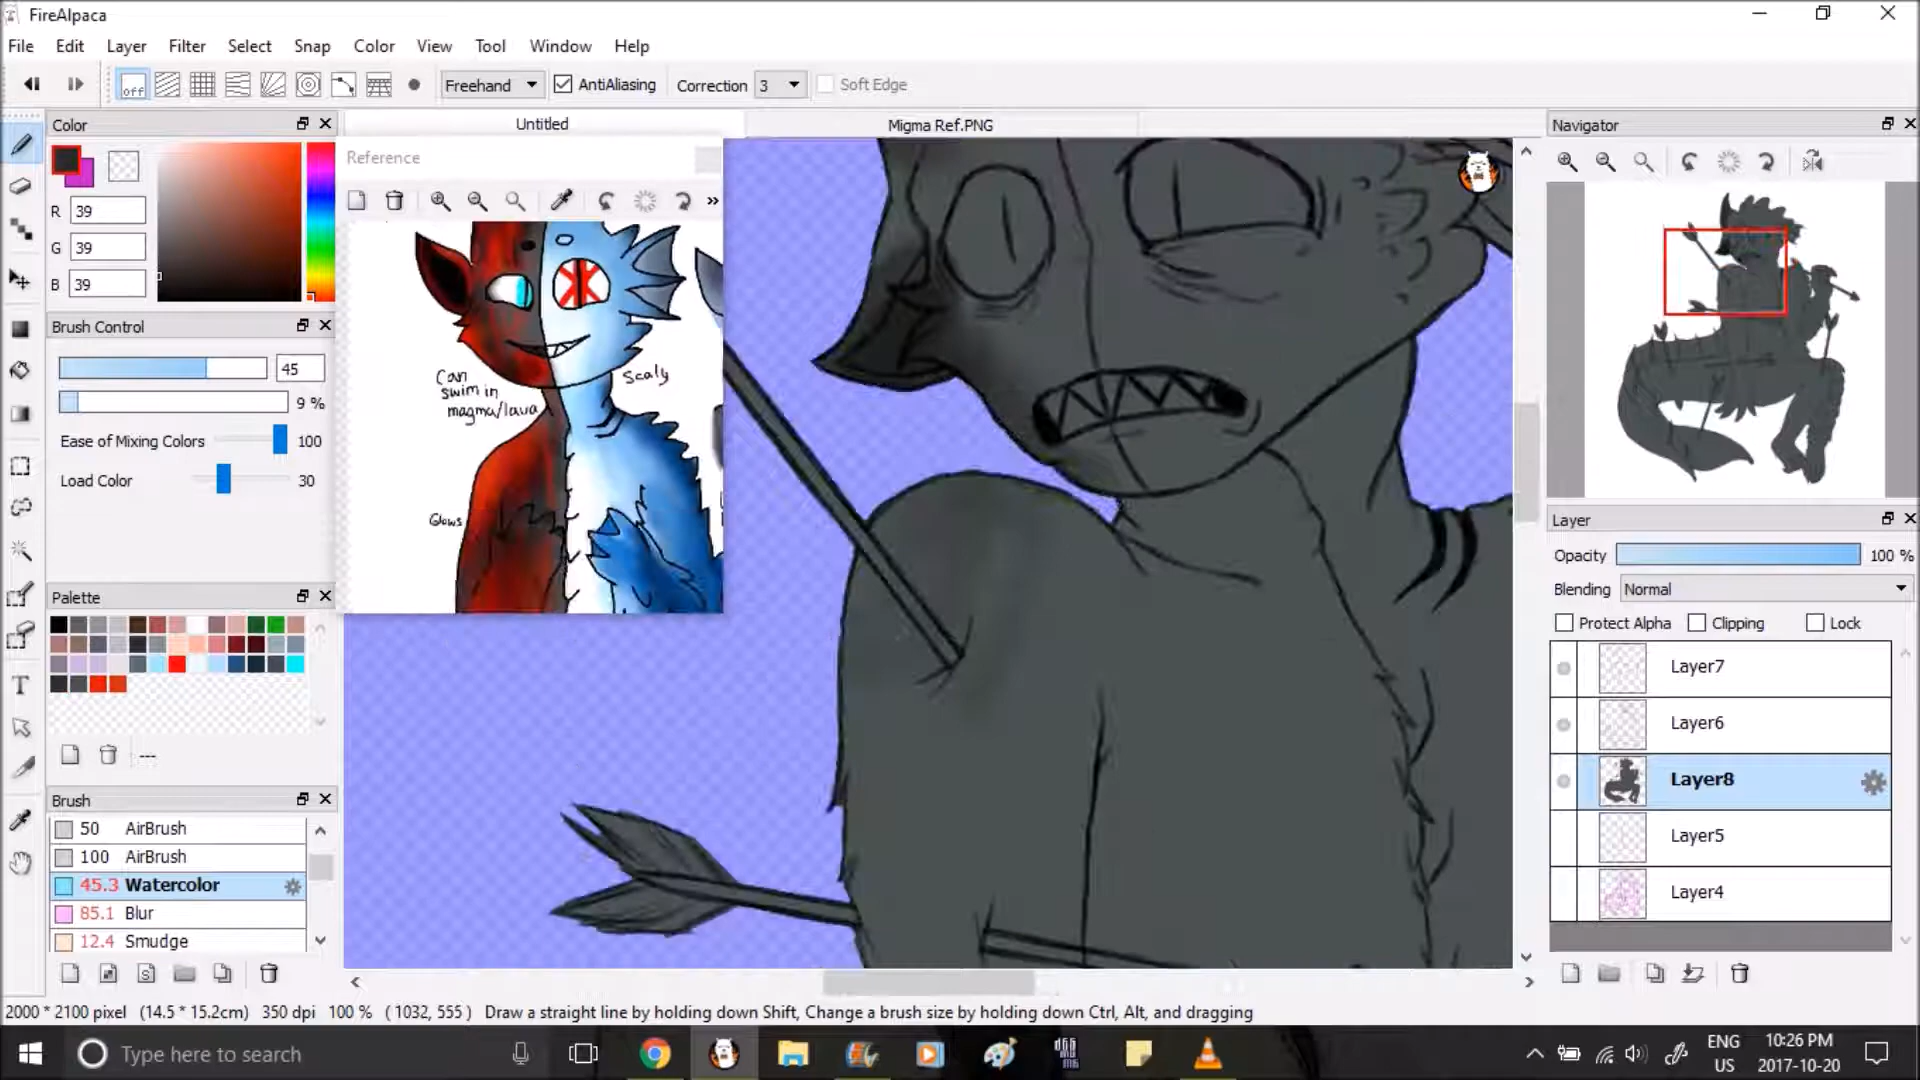 FireAlpaca
File Edit Layer Filter Select Snap Color View Tool Window Help
off Freehand AntiAliasing Correction 3 Soft Edge
Color
Untitled
Migma Ref.PNG
Navigator
R 39
G 39
B 39
Reference
»
Can
swim in
magma/lava
Scaly
Glows
Brush Control
45
9 %
Ease of Mixing Colors 100
Load Color 30
Palette
---
Brush
50 AirBrush
100 AirBrush
45.3 Watercolor
85.1 Blur
12.4 Smudge
Layer
Opacity 100 %
Blending Normal
Protect Alpha Clipping Lock
Layer7
Layer6
Layer8
Layer5
Layer4
2000 * 2100 pixel (14.5 * 15.2cm) 350 dpi 100 % ( 1032, 555 ) Draw a straight line by holding down Shift, Change a brush size by holding down Ctrl, Alt, and dragging
Type here to search
ENG
US
10:26 PM
2017-10-20